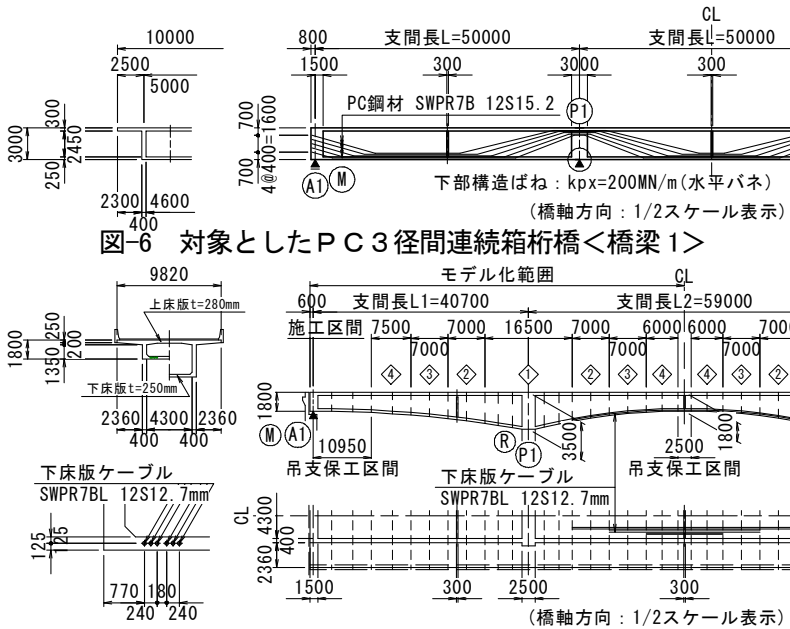 CL
10000
800
支間長L=50000
支間長L=50000
2500
5000
1500
300
3000
300
PC鋼材 SWPR7B 12S15.2
P1
3000
300
2450
250
700
4@400=1600
700
A1
M
下部構造ばね：kpx=200MN/m(水平バネ)
2300
4600
400
(橋軸方向：1/2スケール表示)
図-6 対象としたＰＣ３径間連続箱桁橋＜橋梁1＞
9820
モデル化範囲
CL
上床版t=280mm
600
支間長L1=40700
支間長L2=59000
施工区間
7500
7000
7000
16500
7000
7000
6000
6000
7000
700
4
3
2
1
2
3
4
4
3
2
1800
250
200
1350
下床版t=250mm
2360
4300
2360
400
400
1800
M
A1
R
P1
3500
1800
10950
2500
吊支保工区間
吊支保工区間
下床版ケーブル
SWPR7BL 12S12.7mm
下床版ケーブル
SWPR7BL 12S12.7mm
125
125
770
180
240
240
CL
4300
400
2360
1500
300
2500
300
(橋軸方向：1/2スケール表示)